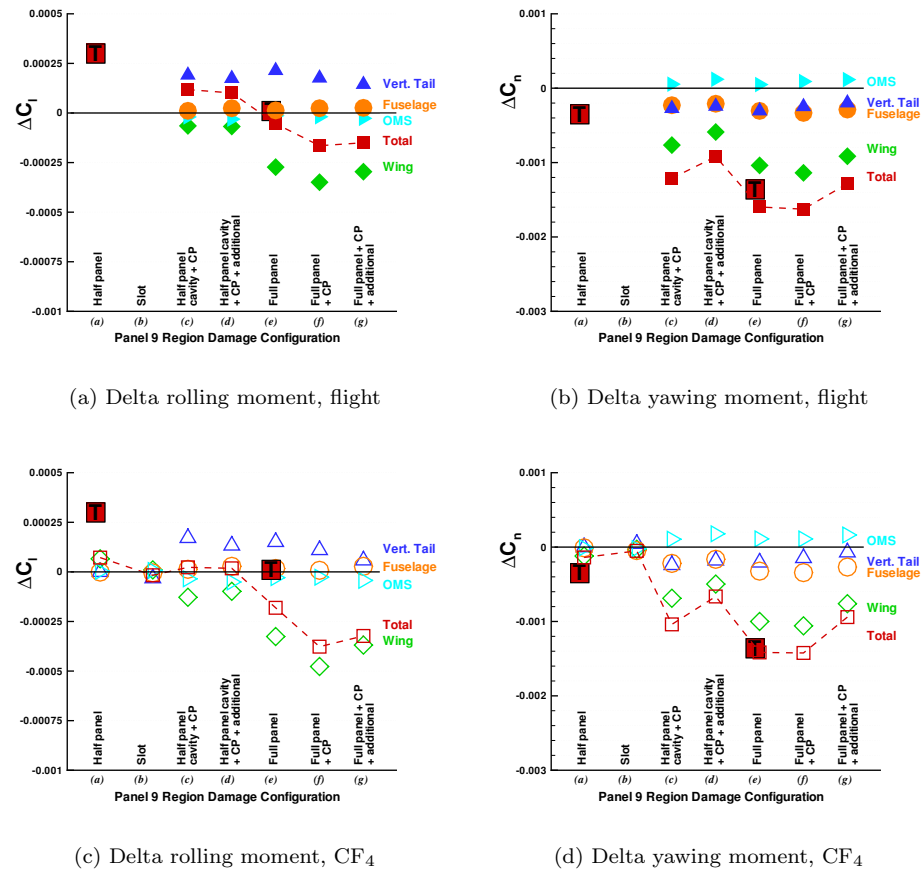 0.0005
0.00025
0
-0.00025
-0.0005
-0.00075
-0.001
ΔCl
T
T
Vert. Tail
Fuselage
OMS
Total
Wing
Half panel
Slot
Half panel cavity + CP
Half panel cavity + CP + additional
Full panel
Full panel + CP
Full panel + CP + additional
(a) (b) (c) (d) (e) (f) (g)
Panel 9 Region Damage Configuration
(a) Delta rolling moment, flight
0.001
0
-0.001
-0.002
-0.003
ΔCn
T
T
OMS
Vert. Tail
Fuselage
Wing
Total
Half panel
Slot
Half panel cavity + CP
Half panel cavity + CP + additional
Full panel
Full panel + CP
Full panel + CP + additional
(a) (b) (c) (d) (e) (f) (g)
Panel 9 Region Damage Configuration
(b) Delta yawing moment, flight
0.0005
0.00025
0
-0.00025
-0.0005
-0.00075
-0.001
ΔCl
T
T
Vert. Tail
Fuselage
OMS
Total
Wing
Half panel
Slot
Half panel cavity + CP
Half panel cavity + CP + additional
Full panel
Full panel + CP
Full panel + CP + additional
(a) (b) (c) (d) (e) (f) (g)
Panel 9 Region Damage Configuration
(c) Delta rolling moment, CF4
0.001
0
-0.001
-0.002
-0.003
ΔCn
T
T
OMS
Vert. Tail
Fuselage
Wing
Total
Half panel
Slot
Half panel cavity + CP
Half panel cavity + CP + additional
Full panel
Full panel + CP
Full panel + CP + additional
(a) (b) (c) (d) (e) (f) (g)
Panel 9 Region Damage Configuration
(d) Delta yawing moment, CF4